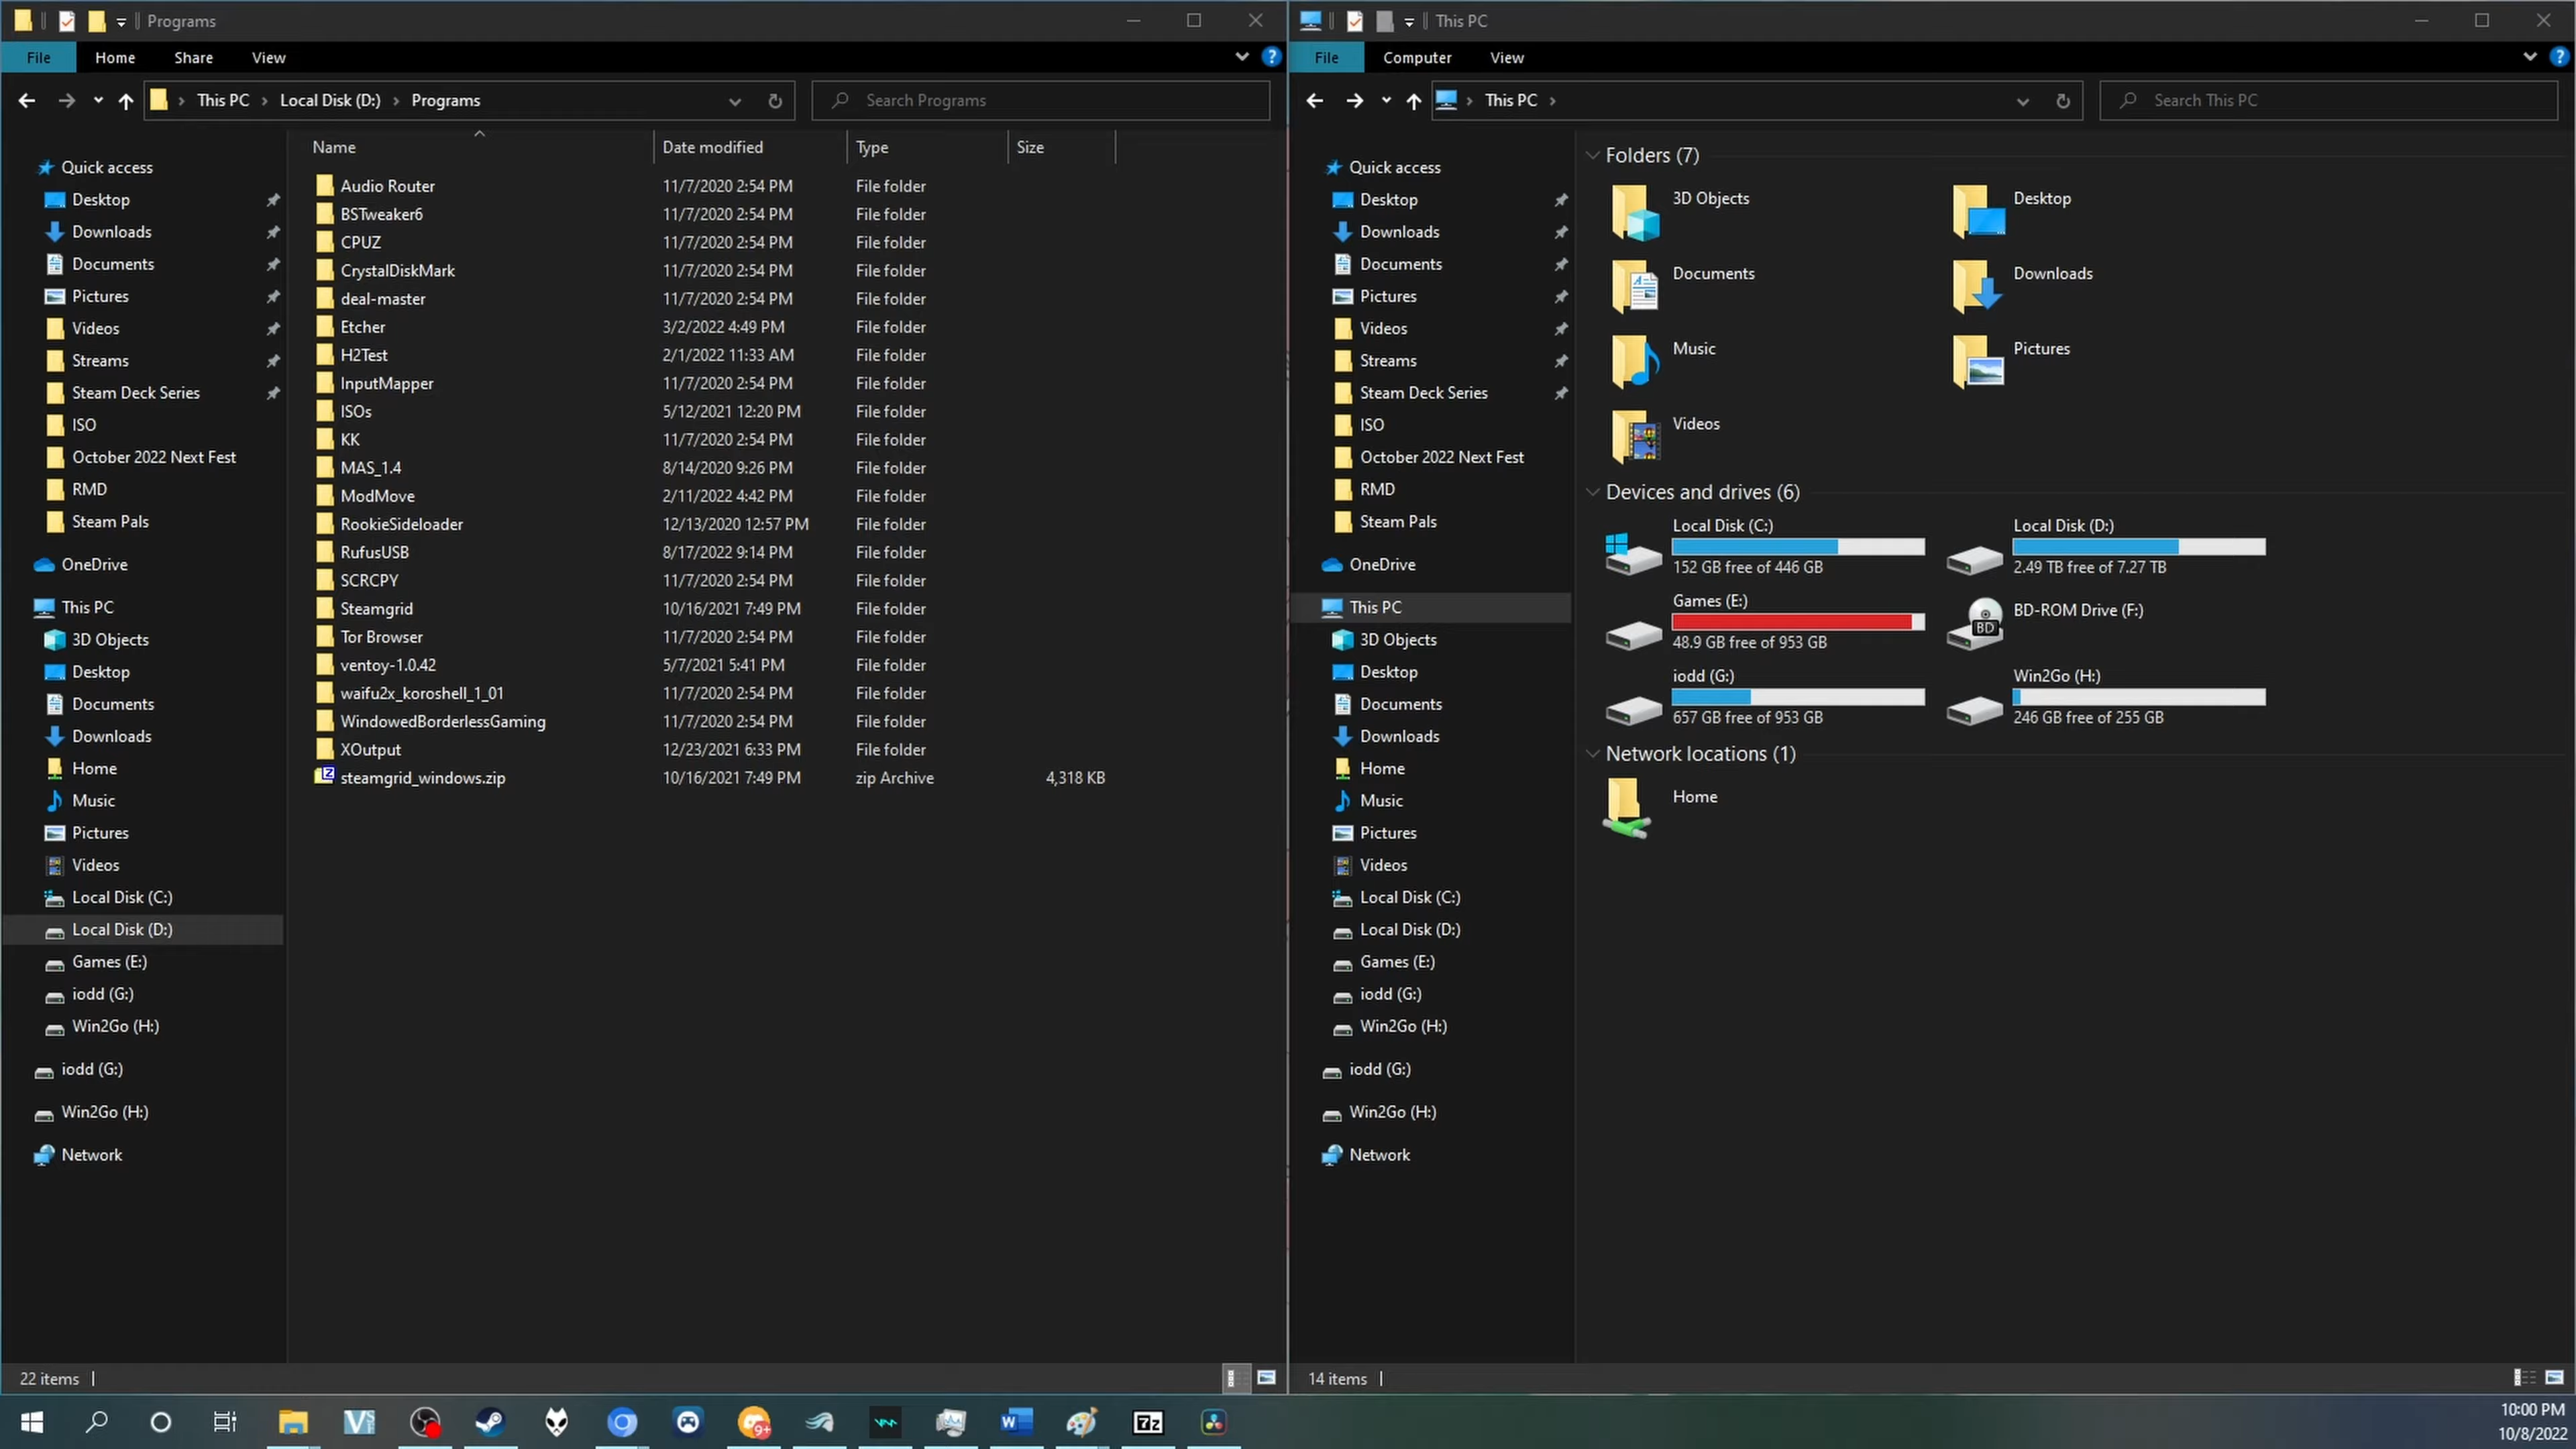 Programs
File
Home
Share
View
This PC
Local Disk (D:)
Programs
Search Programs
Quick access
Desktop
Downloads
Documents
Pictures
Videos
Streams
Steam Deck Series
ISO
October 2022 Next Fest
RMD
Steam Pals
OneDrive
This PC
3D Objects
Desktop
Documents
Downloads
Home
Music
Pictures
Videos
Local Disk (C:)
Local Disk (D:)
Games (E:)
iodd (G:)
Win2Go (H:)
iodd (G:)
Win2Go (H:)
Network
Name Date modified Type Size
Audio Router 11/7/2020 2:54 PM File folder
BSTweaker6 11/7/2020 2:54 PM File folder
CPUZ 11/7/2020 2:54 PM File folder
CrystalDiskMark 11/7/2020 2:54 PM File folder
deal-master 11/7/2020 2:54 PM File folder
Etcher 3/2/2022 4:49 PM File folder
H2Test 2/1/2022 11:33 AM File folder
InputMapper 11/7/2020 2:54 PM File folder
ISOs 5/12/2021 12:20 PM File folder
KK 11/7/2020 2:54 PM File folder
MAS_1.4 8/14/2020 9:26 PM File folder
ModMove 2/11/2022 4:42 PM File folder
RookieSideloader 12/13/2020 12:57 PM File folder
RufusUSB 8/17/2022 9:14 PM File folder
SCRCPY 11/7/2020 2:54 PM File folder
Steamgrid 10/16/2021 7:49 PM File folder
Tor Browser 11/7/2020 2:54 PM File folder
ventoy-1.0.42 5/7/2021 5:41 PM File folder
waifu2x_koroshell_1_01 11/7/2020 2:54 PM File folder
WindowedBorderlessGaming 11/7/2020 2:54 PM File folder
XOutput 12/23/2021 6:33 PM File folder
steamgrid_windows.zip 10/16/2021 7:49 PM zip Archive 4,318 KB
22 items
This PC
File
Computer
View
This PC
Search This PC
Quick access
Desktop
Downloads
Documents
Pictures
Videos
Streams
Steam Deck Series
ISO
October 2022 Next Fest
RMD
Steam Pals
OneDrive
This PC
3D Objects
Desktop
Documents
Downloads
Home
Music
Pictures
Videos
Local Disk (C:)
Local Disk (D:)
Games (E:)
iodd (G:)
Win2Go (H:)
iodd (G:)
Win2Go (H:)
Network
Folders (7)
3D Objects
Desktop
Documents
Downloads
Music
Pictures
Videos
Devices and drives (6)
Local Disk (C:)
152 GB free of 446 GB
Local Disk (D:)
2.49 TB free of 7.27 TB
Games (E:)
48.9 GB free of 953 GB
BD-ROM Drive (F:)
BD
iodd (G:)
657 GB free of 953 GB
Win2Go (H:)
246 GB free of 255 GB
Network locations (1)
Home
14 items
9+
7z
10:00 PM
10/8/2022